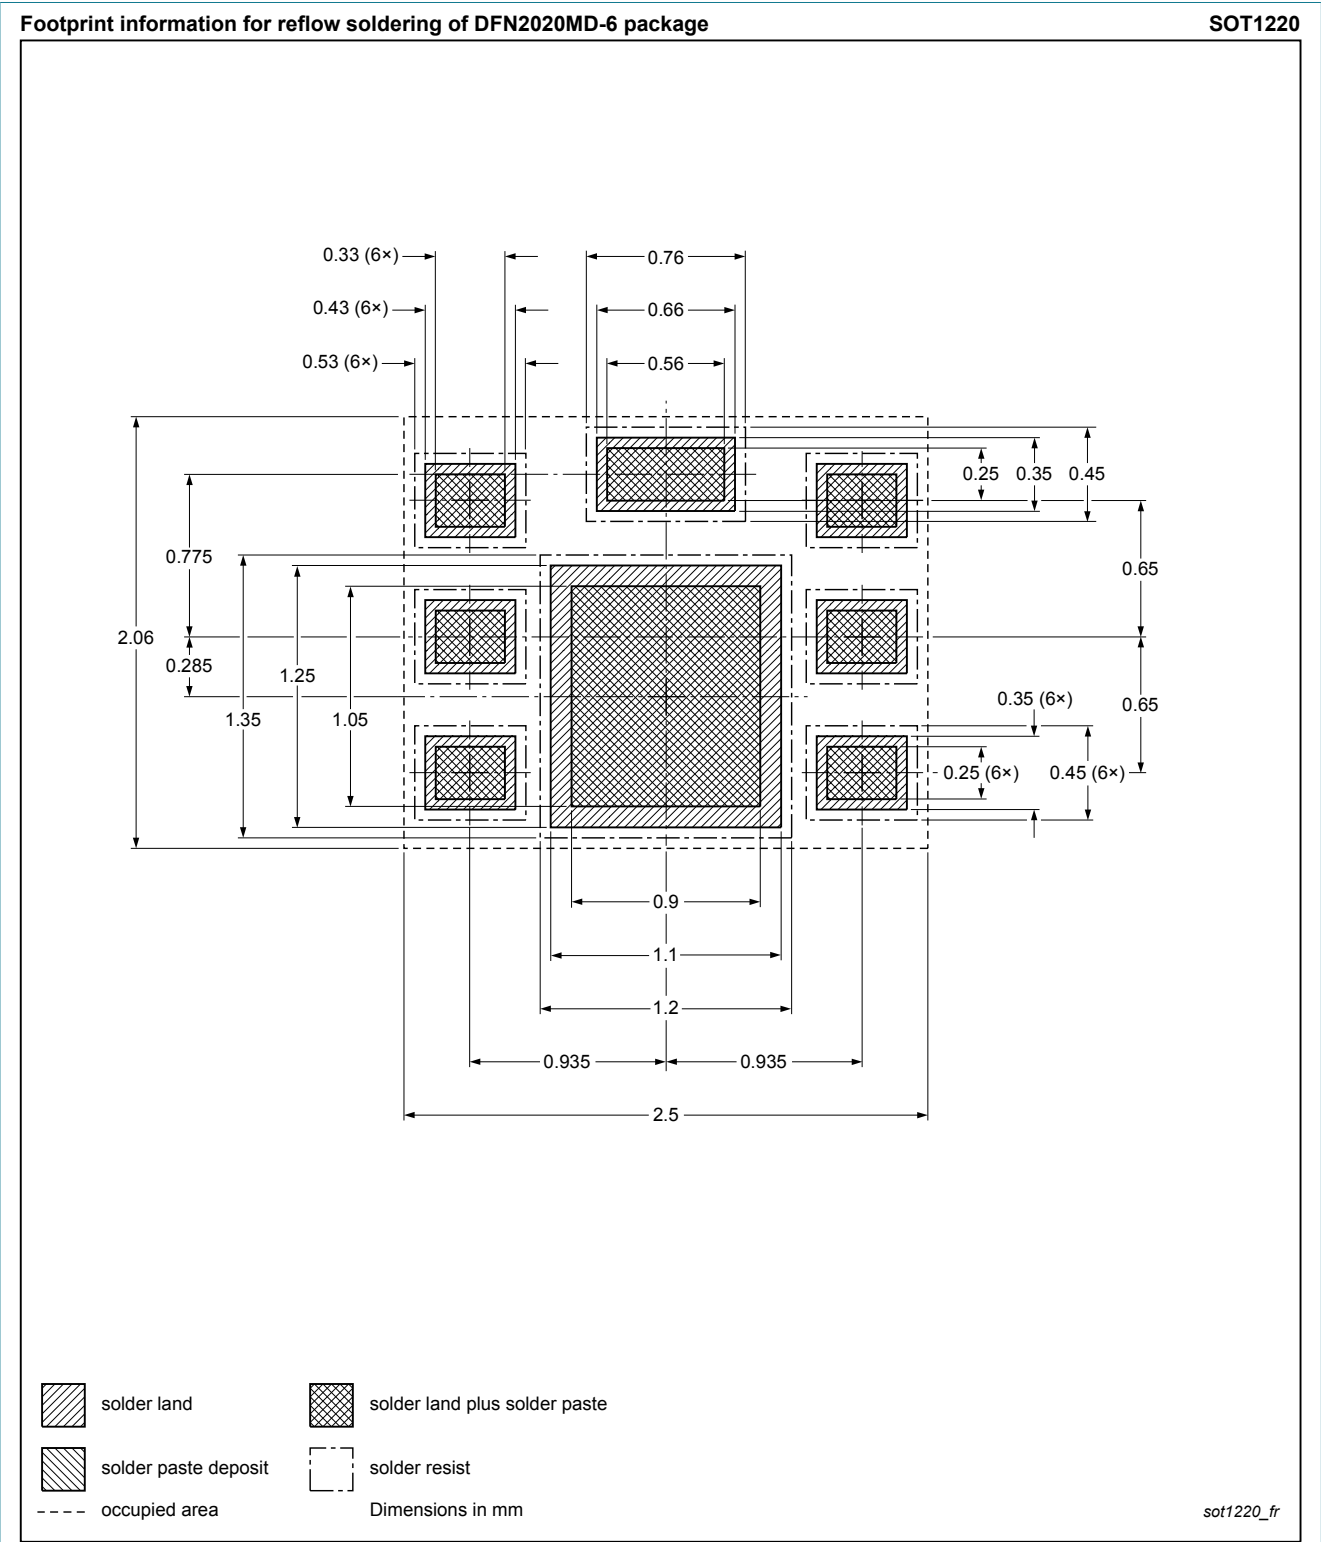 Footprint information for reflow soldering of DFN2020MD-6 package SOT1220
0.33 (6×) 0.76
0.43 (6×) 0.66
0.53 (6×) 0.56
0.25 0.35 0.45
0.775
0.65
2.06
0.285
1.25
0.35 (6×)
0.65
1.35 1.05
0.25 (6×) 0.45 (6×)
0.9
1.1
1.2
0.935 0.935
2.5
solder land
solder land plus solder paste
solder paste deposit
solder resist
occupied area
Dimensions in mm
sot1220_fr